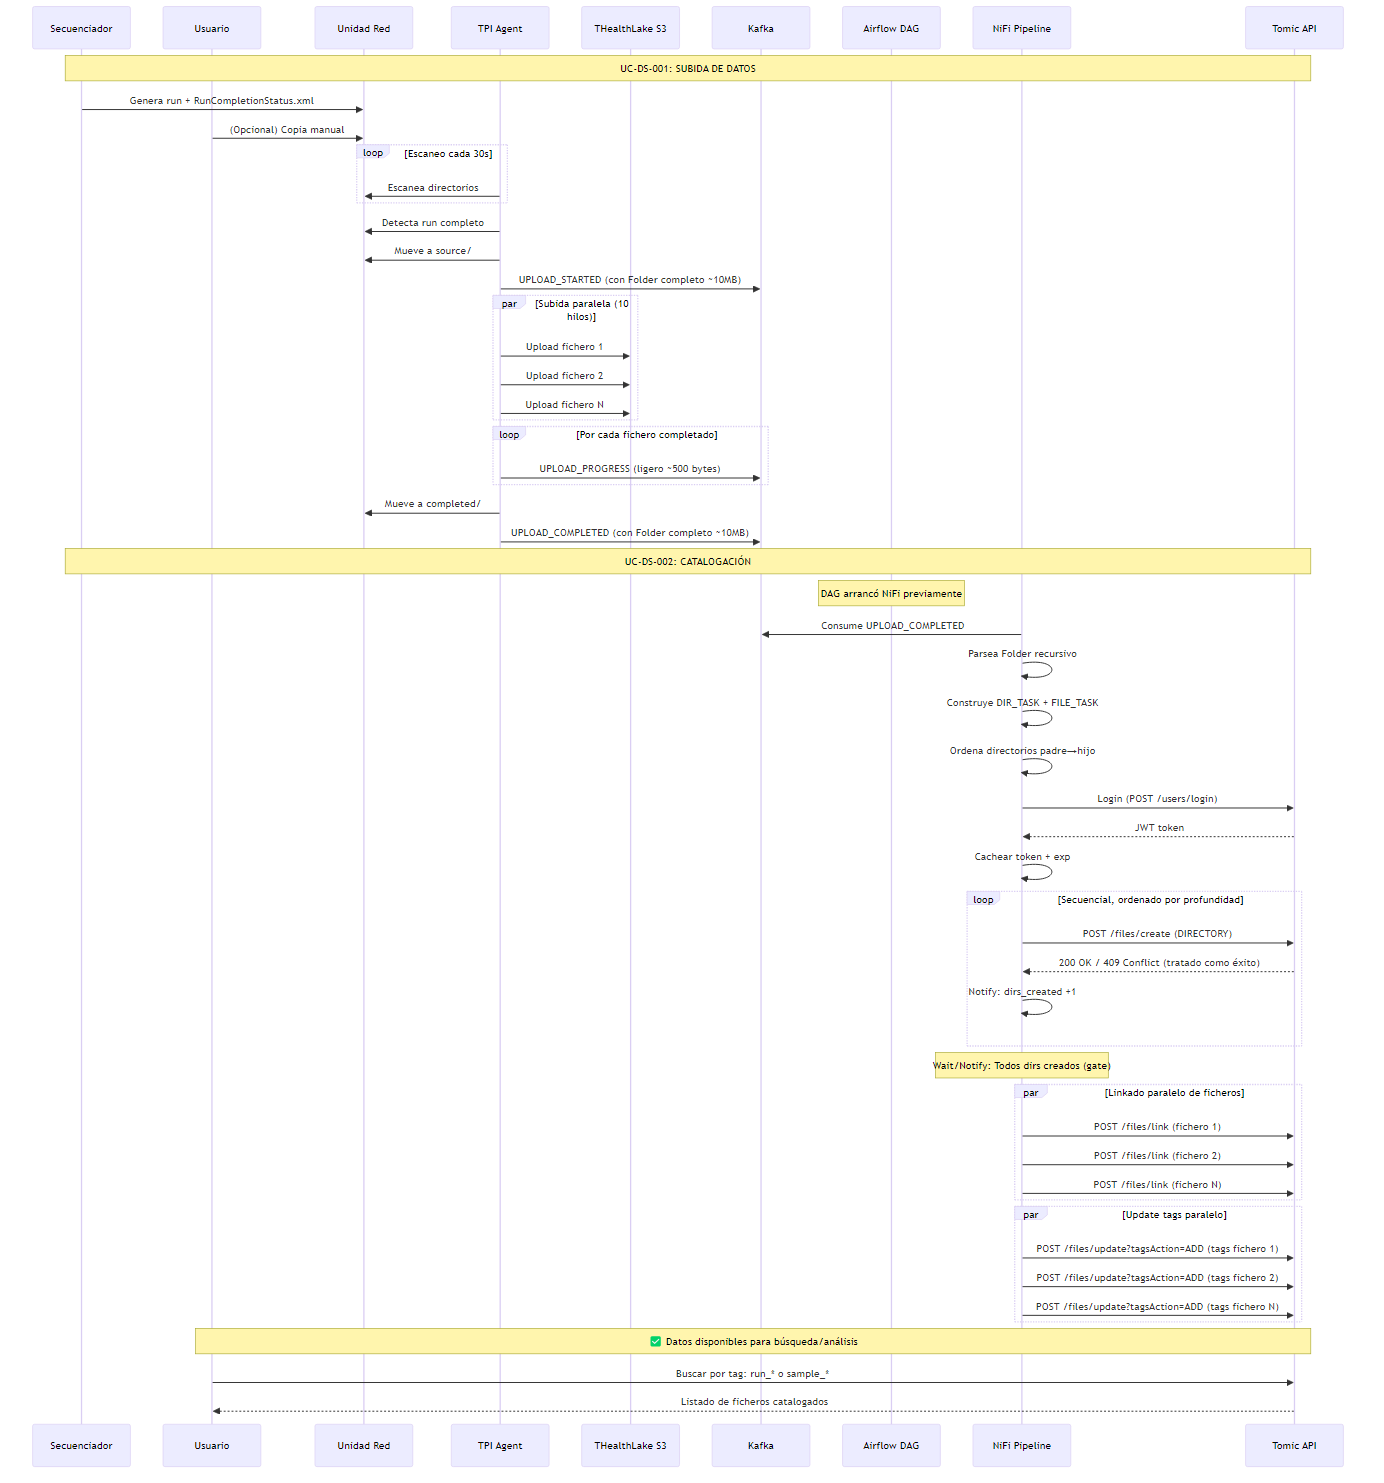 Secuenciador
Usuario
Unidad Red
TPI Agent
THealthLake S3
Kafka
Airflow DAG
NiFi Pipeline
Tomic API
UC-DS-001: SUBIDA DE DATOS
Genera run + RunCompletionStatus.xml
(Opcional) Copia manual
loop
[Escaneo cada 30s]
Escanea directorios
Detecta run completo
Mueve a source/
UPLOAD_STARTED (con Folder completo ~10MB)
par
[Subida paralela (10
hilos)]
Upload fichero 1
Upload fichero 2
Upload fichero N
loop
[Por cada fichero completado]
UPLOAD_PROGRESS (ligero ~500 bytes)
Mueve a completed/
UPLOAD_COMPLETED (con Folder completo ~10MB)
UC-DS-002: CATALOGACIÓN
DAG arrancó NiFi previamente
Consume UPLOAD_COMPLETED
Parsea Folder recursivo
Construye DIR_TASK + FILE_TASK
Ordena directorios padre→hijo
Login (POST /users/login)
JWT token
Cachear token + exp
loop
[Secuencial, ordenado por profundidad]
POST /files/create (DIRECTORY)
200 OK / 409 Conflict (tratado como éxito)
Notify: dirs_created +1
Wait/Notify: Todos dirs creados (gate)
par
[Linkado paralelo de ficheros]
POST /files/link (fichero 1)
POST /files/link (fichero 2)
POST /files/link (fichero N)
par
[Update tags paralelo]
POST /files/update?tagsAction=ADD (tags fichero 1)
POST /files/update?tagsAction=ADD (tags fichero 2)
POST /files/update?tagsAction=ADD (tags fichero N)
✅ Datos disponibles para búsqueda/análisis
Buscar por tag: run_* o sample_*
Listado de ficheros catalogados
Secuenciador
Usuario
Unidad Red
TPI Agent
THealthLake S3
Kafka
Airflow DAG
NiFi Pipeline
Tomic API